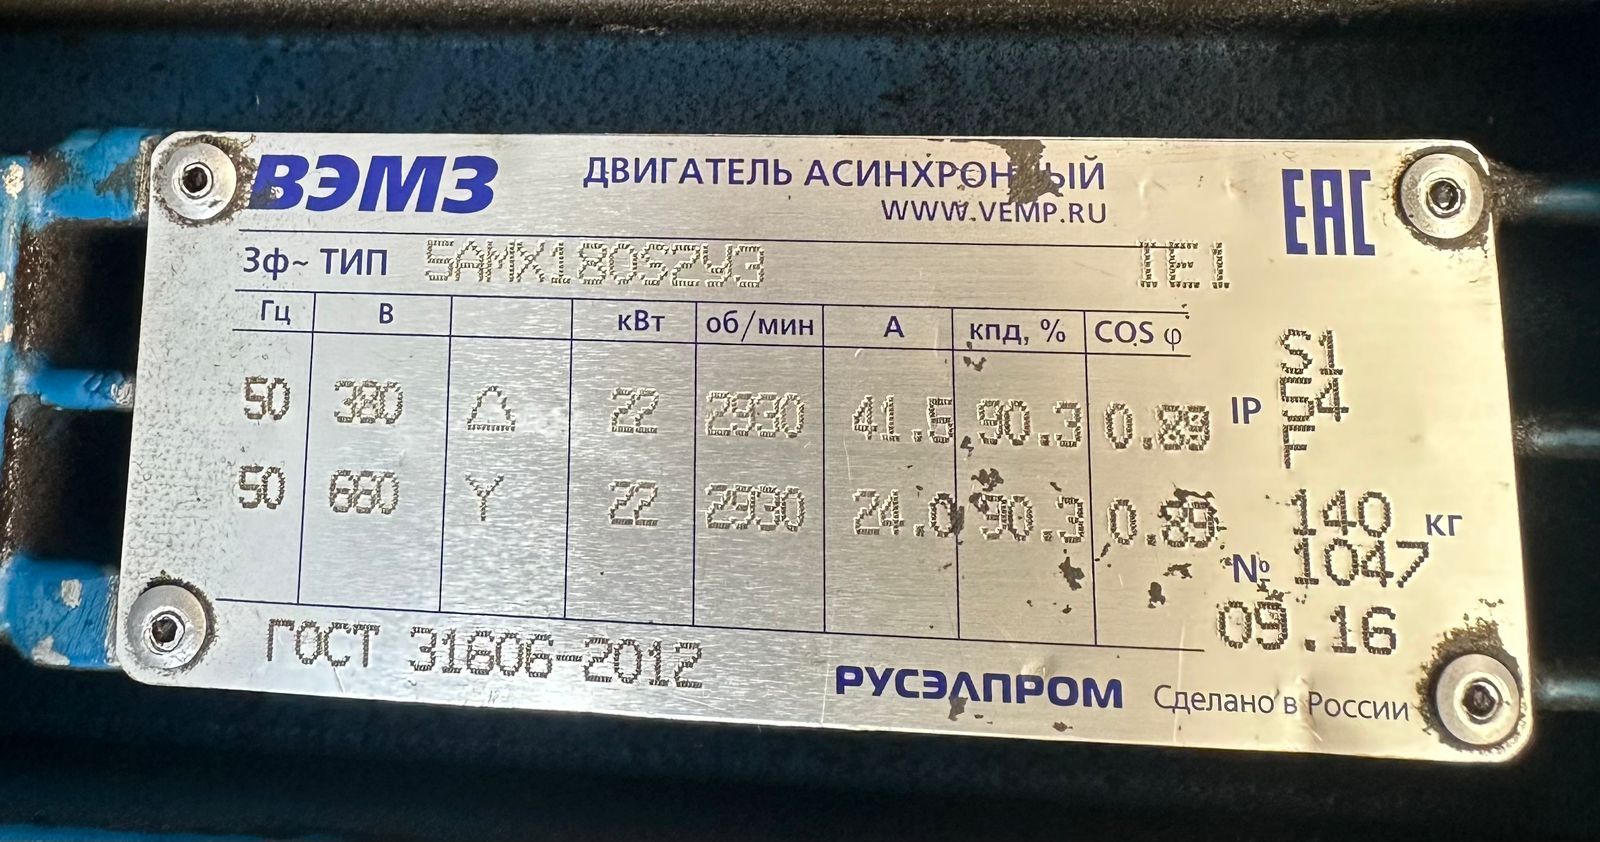 ВЭМЗ ДВИГАТЕЛЬ АСИНХРОННЫЙ
WWW.VEMP.RU
ЕАС
3ф~ ТИП 5АМХ180S2У3 IE1
Гц В кВт об/мин А кпд, % COS φ
50 380 Δ 22 2930 41.5 90.3 0.89
50 660 Y 22 2930 24.0 90.3 0.89
S1
IP 54
F
140 кг
№ 1047
09.16
ГОСТ 31606-2012
РУСЭЛПРОМ Сделано в России